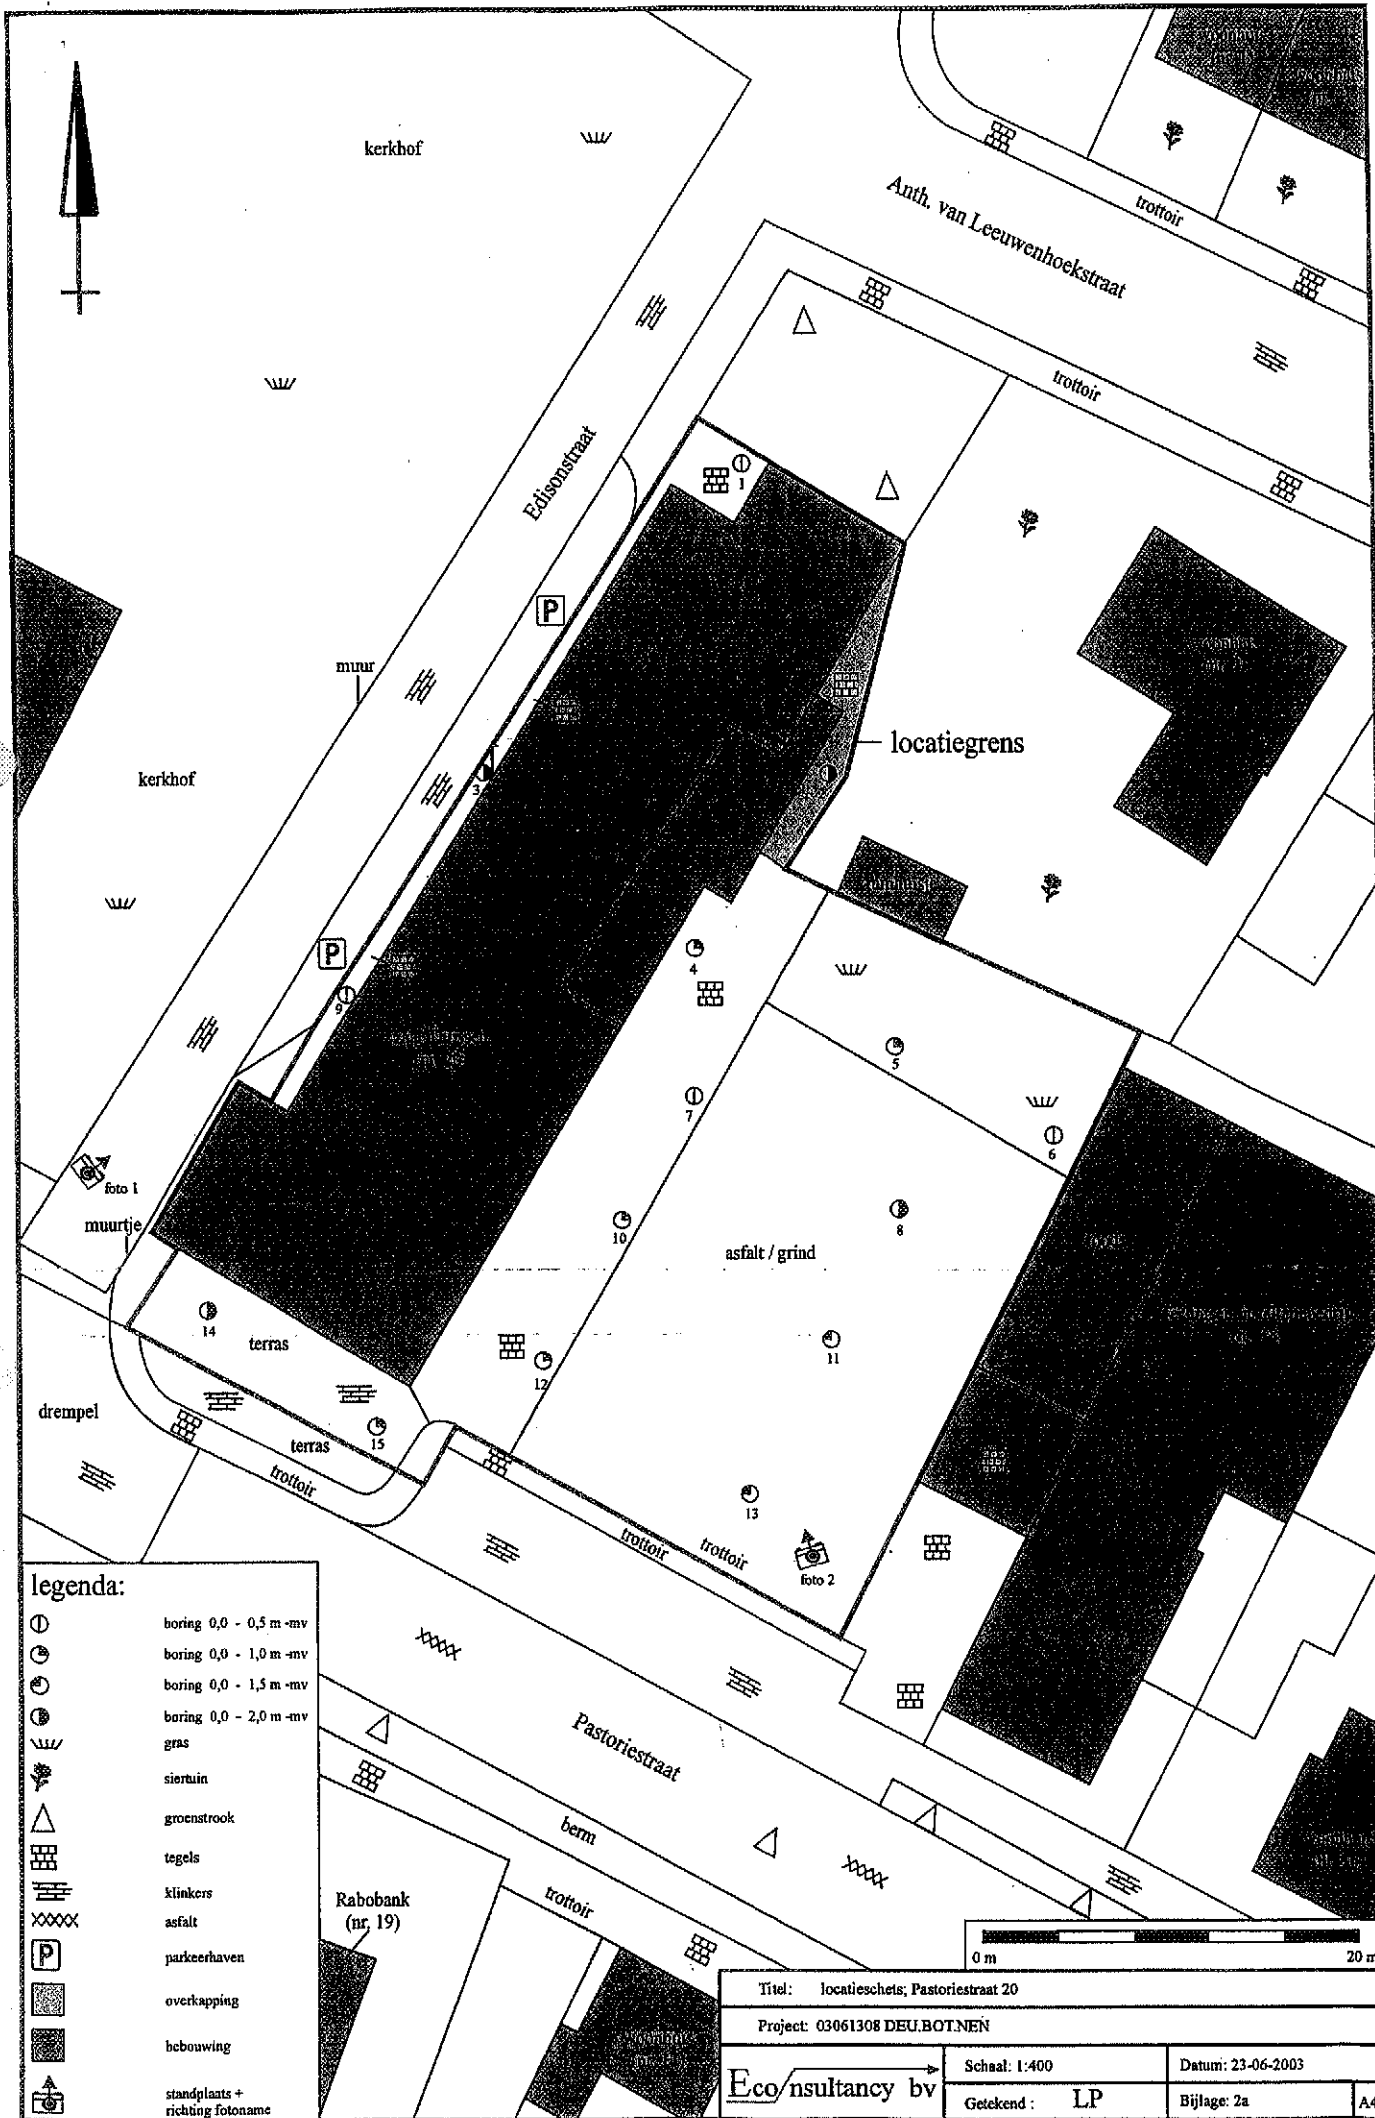 kerkhof
Anth. van Leeuwenhoekstraat
trottoir
trottoir
Edisonstraat
1
P
muur
locatiegrens
kerkhof
3
P
4
9
5
7
6
foto 1
muurtje
10
8
asfalt / grind
14
terras
11
12
drempel
15
terras
trottoir
13
trottoir
trottoir
foto 2
Pastoriestraat
berm
trottoir
Rabobank
(nr. 19)
legenda:
boring 0,0 - 0,5 m -mv
boring 0,0 - 1,0 m -mv
boring 0,0 - 1,5 m -mv
boring 0,0 - 2,0 m -mv
gras
siertuin
groenstrook
tegels
klinkers
asfalt
P parkeerhaven
overkapping
bebouwing
standplaats +
richting fotoname
0 m 20 m
Titel: locatieschets; Pastoriestraat 20
Project: 03061308 DEU.BOT.NEN
Econsultancy bv
Schaal: 1:400
Datum: 23-06-2003
Getekend : LP
Bijlage: 2a
A4